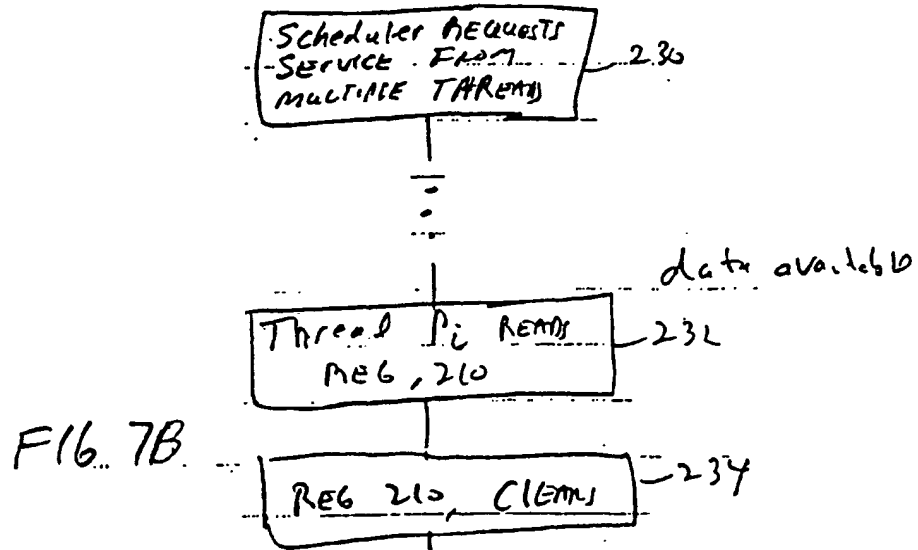 Scheduler REQUESTS
SERVICE FROM
MULTIPLE THREADS
230
data available
Thread Pi READS
REG, 210
232
FIG. 7B
REG 210, CLEARS
234